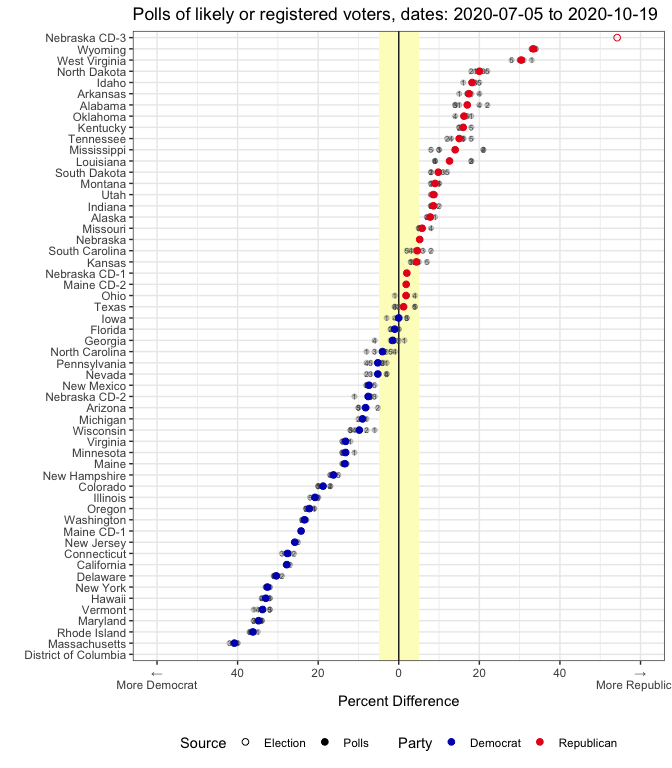 Polls of likely or registered voters, dates: 2020-07-05 to 2020-10-19
Nebraska CD-3
Wyoming
West Virginia
North Dakota
Idaho
Arkansas
Alabama
Oklahoma
Kentucky
Tennessee
Mississippi
Louisiana
South Dakota
Montana
Utah
Indiana
Alaska
Missouri
Nebraska
South Carolina
Kansas
Nebraska CD-1
Maine CD-2
Ohio
Texas
Iowa
Florida
Georgia
North Carolina
Pennsylvania
Nevada
New Mexico
Nebraska CD-2
Arizona
Michigan
Wisconsin
Virginia
Minnesota
Maine
New Hampshire
Colorado
Illinois
Oregon
Washington
Maine CD-1
New Jersey
Connecticut
California
Delaware
New York
Hawaii
Vermont
Maryland
Rhode Island
Massachusetts
District of Columbia
← 40 20 0 20 40 →
More Democrat More Republic
Percent Difference
Source Election Polls Party Democrat Republican